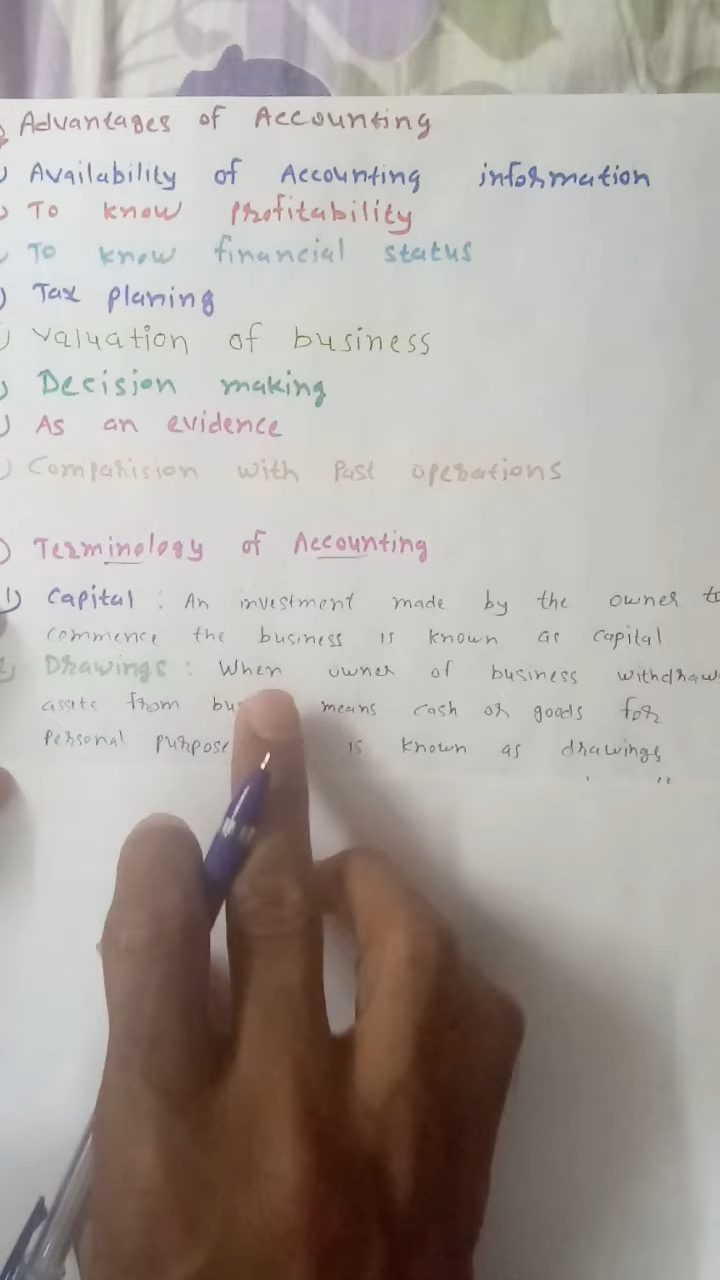 Advantages of Accounting
Availability of Accounting information
To know profitability
To know financial status
Tax planing
Valuation of business
Decision making
As an evidence
Comparision with Past operations
Terminology of Accounting
1) Capital : An investment made by the owner to
commence the business is known as capital
Drawings : When owner of business withdraw
assets from means cash or goods for
Personal purpose is known as drawings